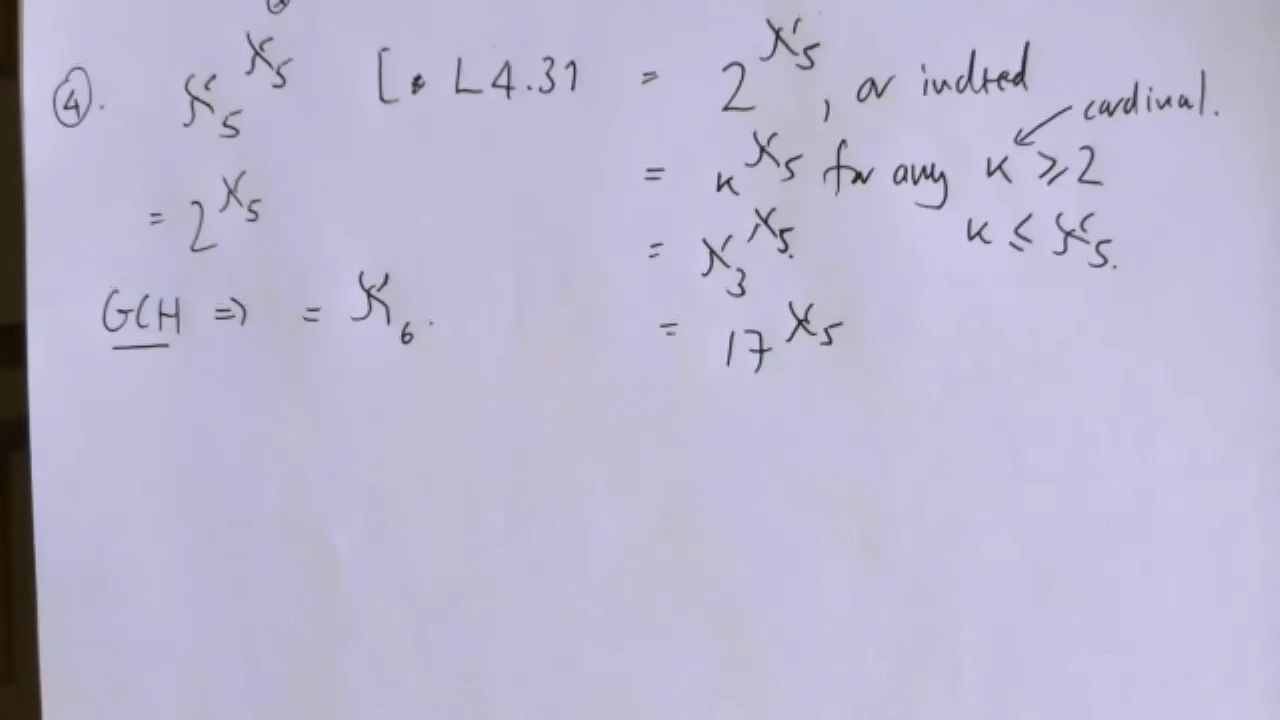 ④. ℵ₅^ℵ₅ [• L4.31 = 2^ℵ₅, or indeed
cardinal.
= 2^ℵ₅ = κ^ℵ₅ for any κ ⩾ 2
κ ≤ ℵ₅.
= ℵ₃^ℵ₅.
GCH ⇒ = ℵ₆. = 17^ℵ₅